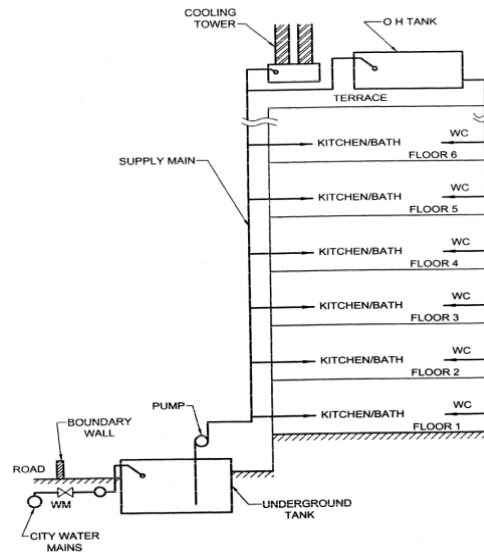 COOLING
TOWER
O H TANK
TERRACE
KITCHEN/BATH
WC
FLOOR 6
SUPPLY MAIN
KITCHEN/BATH
WC
FLOOR 5
KITCHEN/BATH
WC
FLOOR 4
KITCHEN/BATH
WC
FLOOR 3
KITCHEN/BATH
WC
FLOOR 2
PUMP
KITCHEN/BATH
WC
FLOOR 1
BOUNDARY
WALL
ROAD
WM
UNDERGROUND
TANK
CITY WATER
MAINS